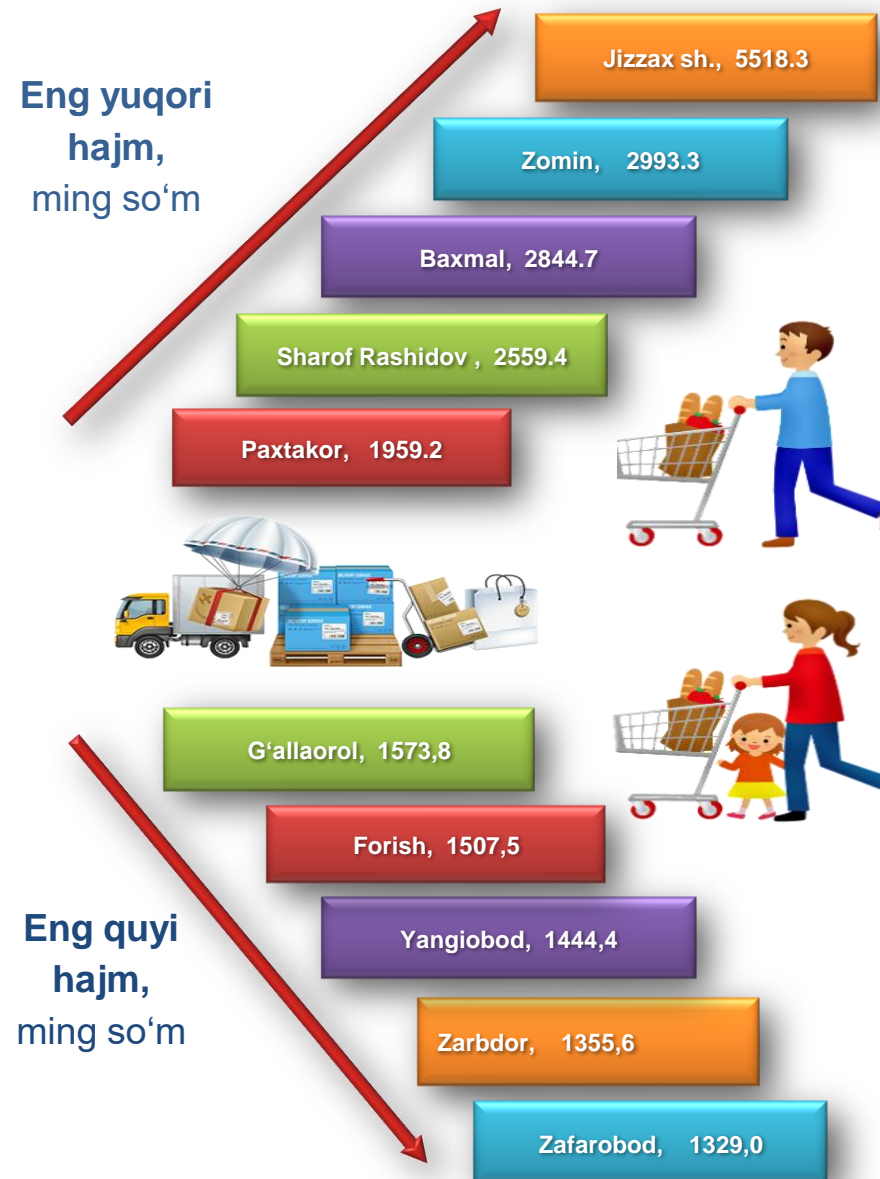 Eng yuqori
hajm,
ming so‘m
Jizzax sh., 5518.3
Zomin, 2993.3
Baxmal, 2844.7
Sharof Rashidov , 2559.4
Paxtakor, 1959.2
G‘allaorol, 1573,8
Forish, 1507,5
Yangiobod, 1444,4
Eng quyi
hajm,
ming so‘m
Zarbdor, 1355,6
Zafarobod, 1329,0